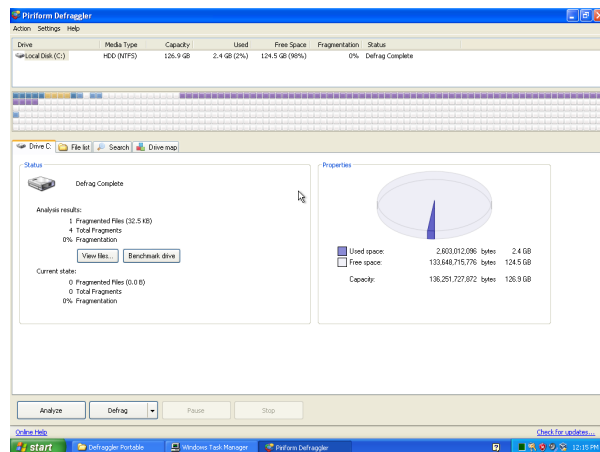 Piriform Defraggler
Action Settings Help
Drive Media Type Capacity Used Free Space Fragmentation Status
Local Disk (C:) HDD (NTFS) 126.9 GB 2.4 GB (2%) 124.5 GB (98%) 0% Defrag Complete
Drive C: File list Search Drive map
Status
Defrag Complete
Analysis results:
1 Fragmented Files (32.5 KB)
4 Total Fragments
0% Fragmentation
View files... Benchmark drive
Current state:
0 Fragmented Files (0.0 B)
0 Total Fragments
0% Fragmentation
Properties
Used space: 2,603,012,096 bytes 2.4 GB
Free space: 133,648,715,776 bytes 124.5 GB
Capacity: 136,251,727,872 bytes 126.9 GB
Analyze Defrag Pause Stop
Online Help Check for updates...
start Defraggler Portable Windows Task Manager Piriform Defraggler 12:15 PM